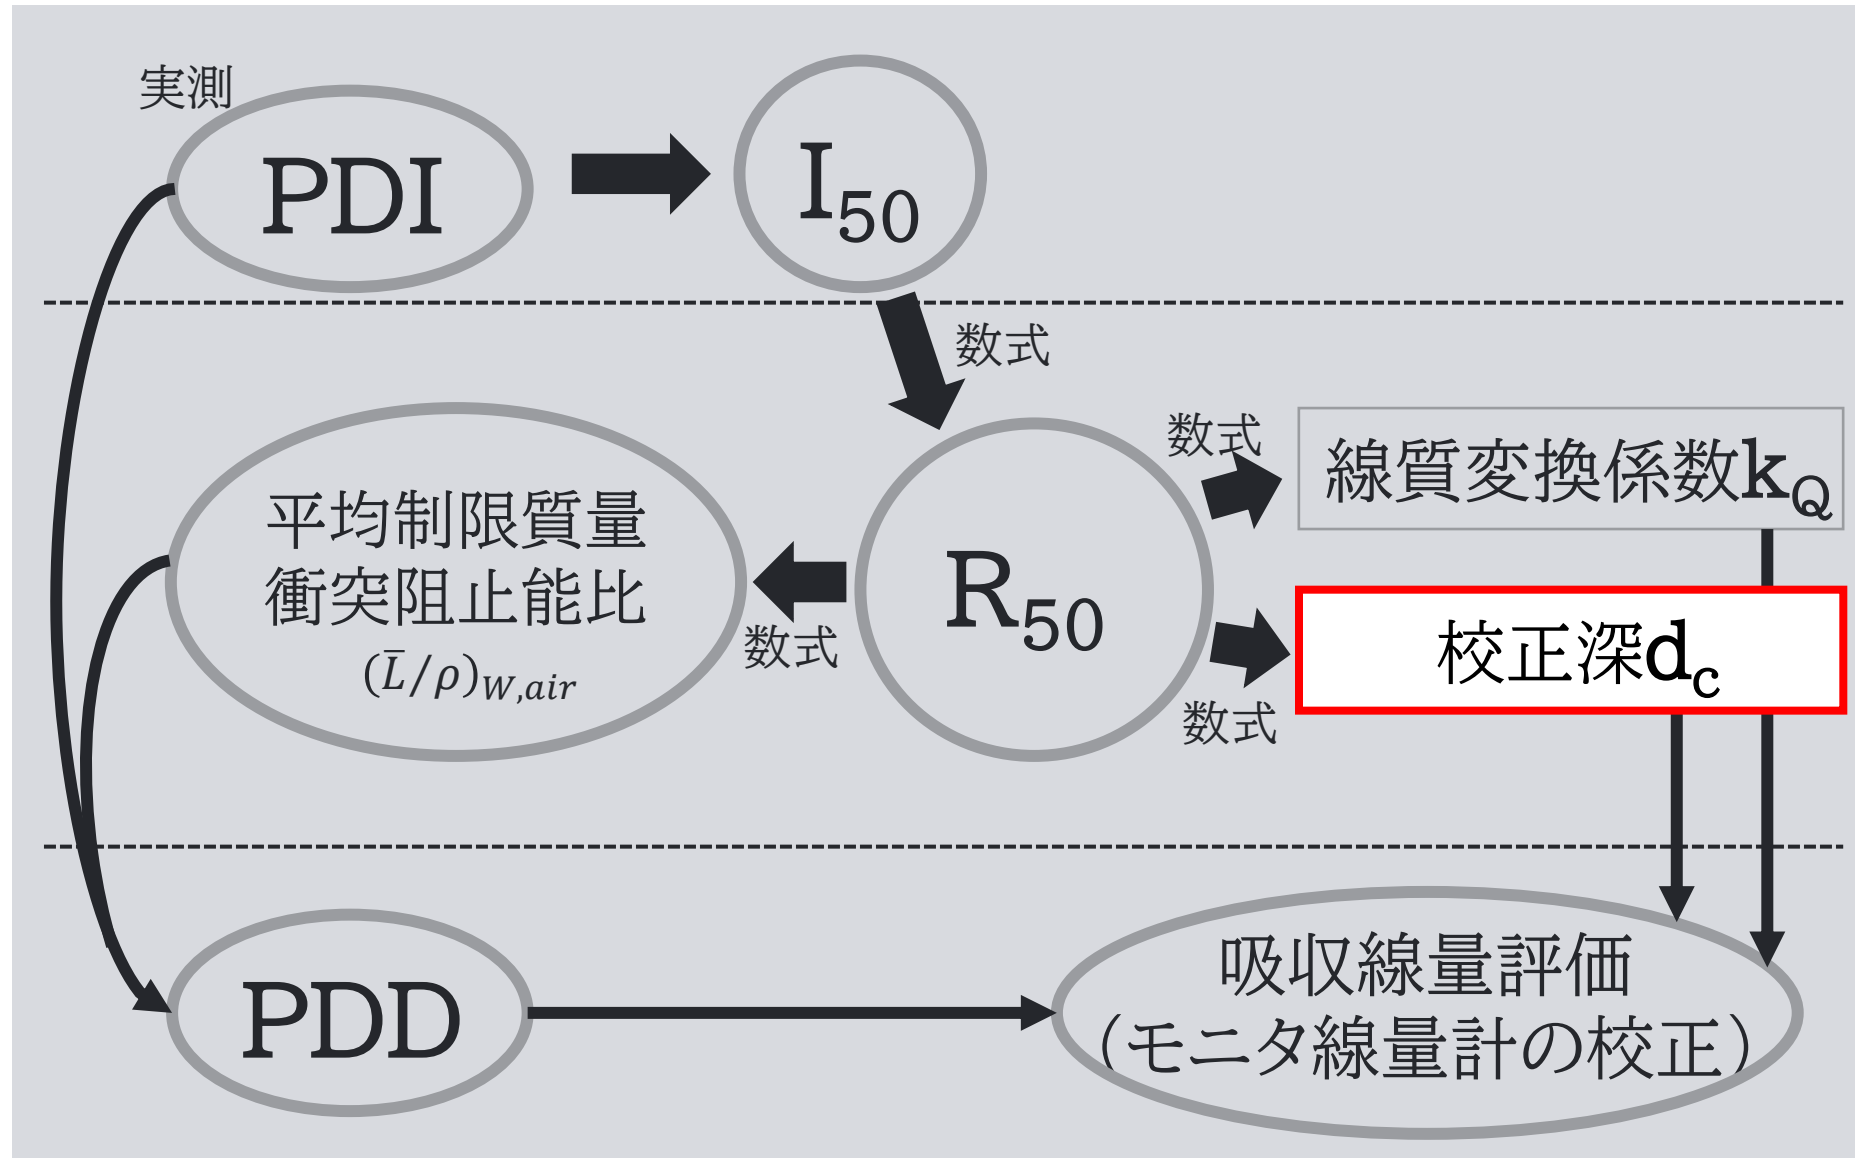 実測
PDI
I50
数式
数式
線質変換係数kQ
平均制限質量
衝突阻止能比
(L̅/ρ)W,air
数式
R50
校正深dc
数式
PDD
吸収線量評価
（モニタ線量計の校正）